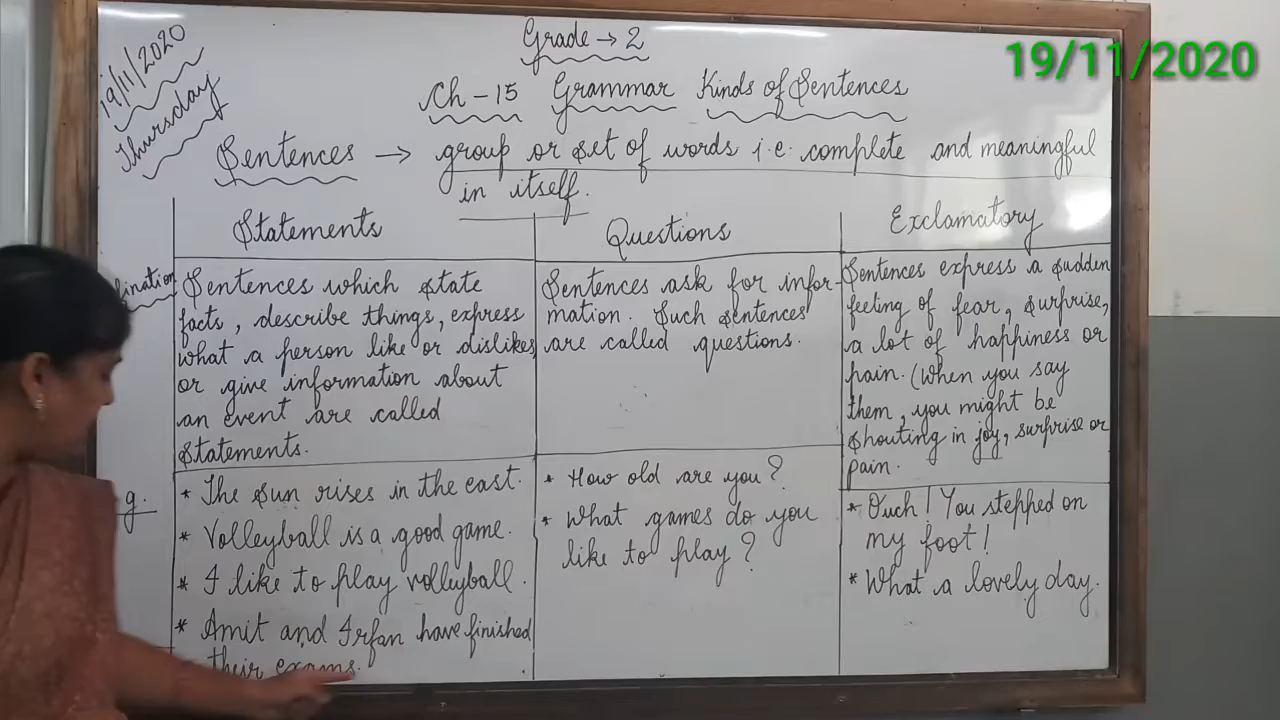 19/11/2020
Thursday
Grade → 2
19/11/2020
Ch - 15 Grammar Kinds of Sentences
Sentences → group or set of words i.e. complete and meaningful
in itself.
Statements
Sentences which state
facts, describe things, express
what a person like or dislikes
or give information about
an event are called
statements.
* The Sun rises in the east.
* Volleyball is a good game.
* I like to play volleyball.
* Amit and Irfan have finished
their exams.
Questions
Sentences ask for infor-
mation. Such sentences
are called questions.
* How old are you?
* What games do you
like to play?
Exclamatory
Sentences express a sudden
feeling of fear, surprise,
a lot of happiness or
pain. (When you say
them, you might be
shouting in joy, surprise or
pain.
* Ouch! You stepped on
my foot!
* What a lovely day.